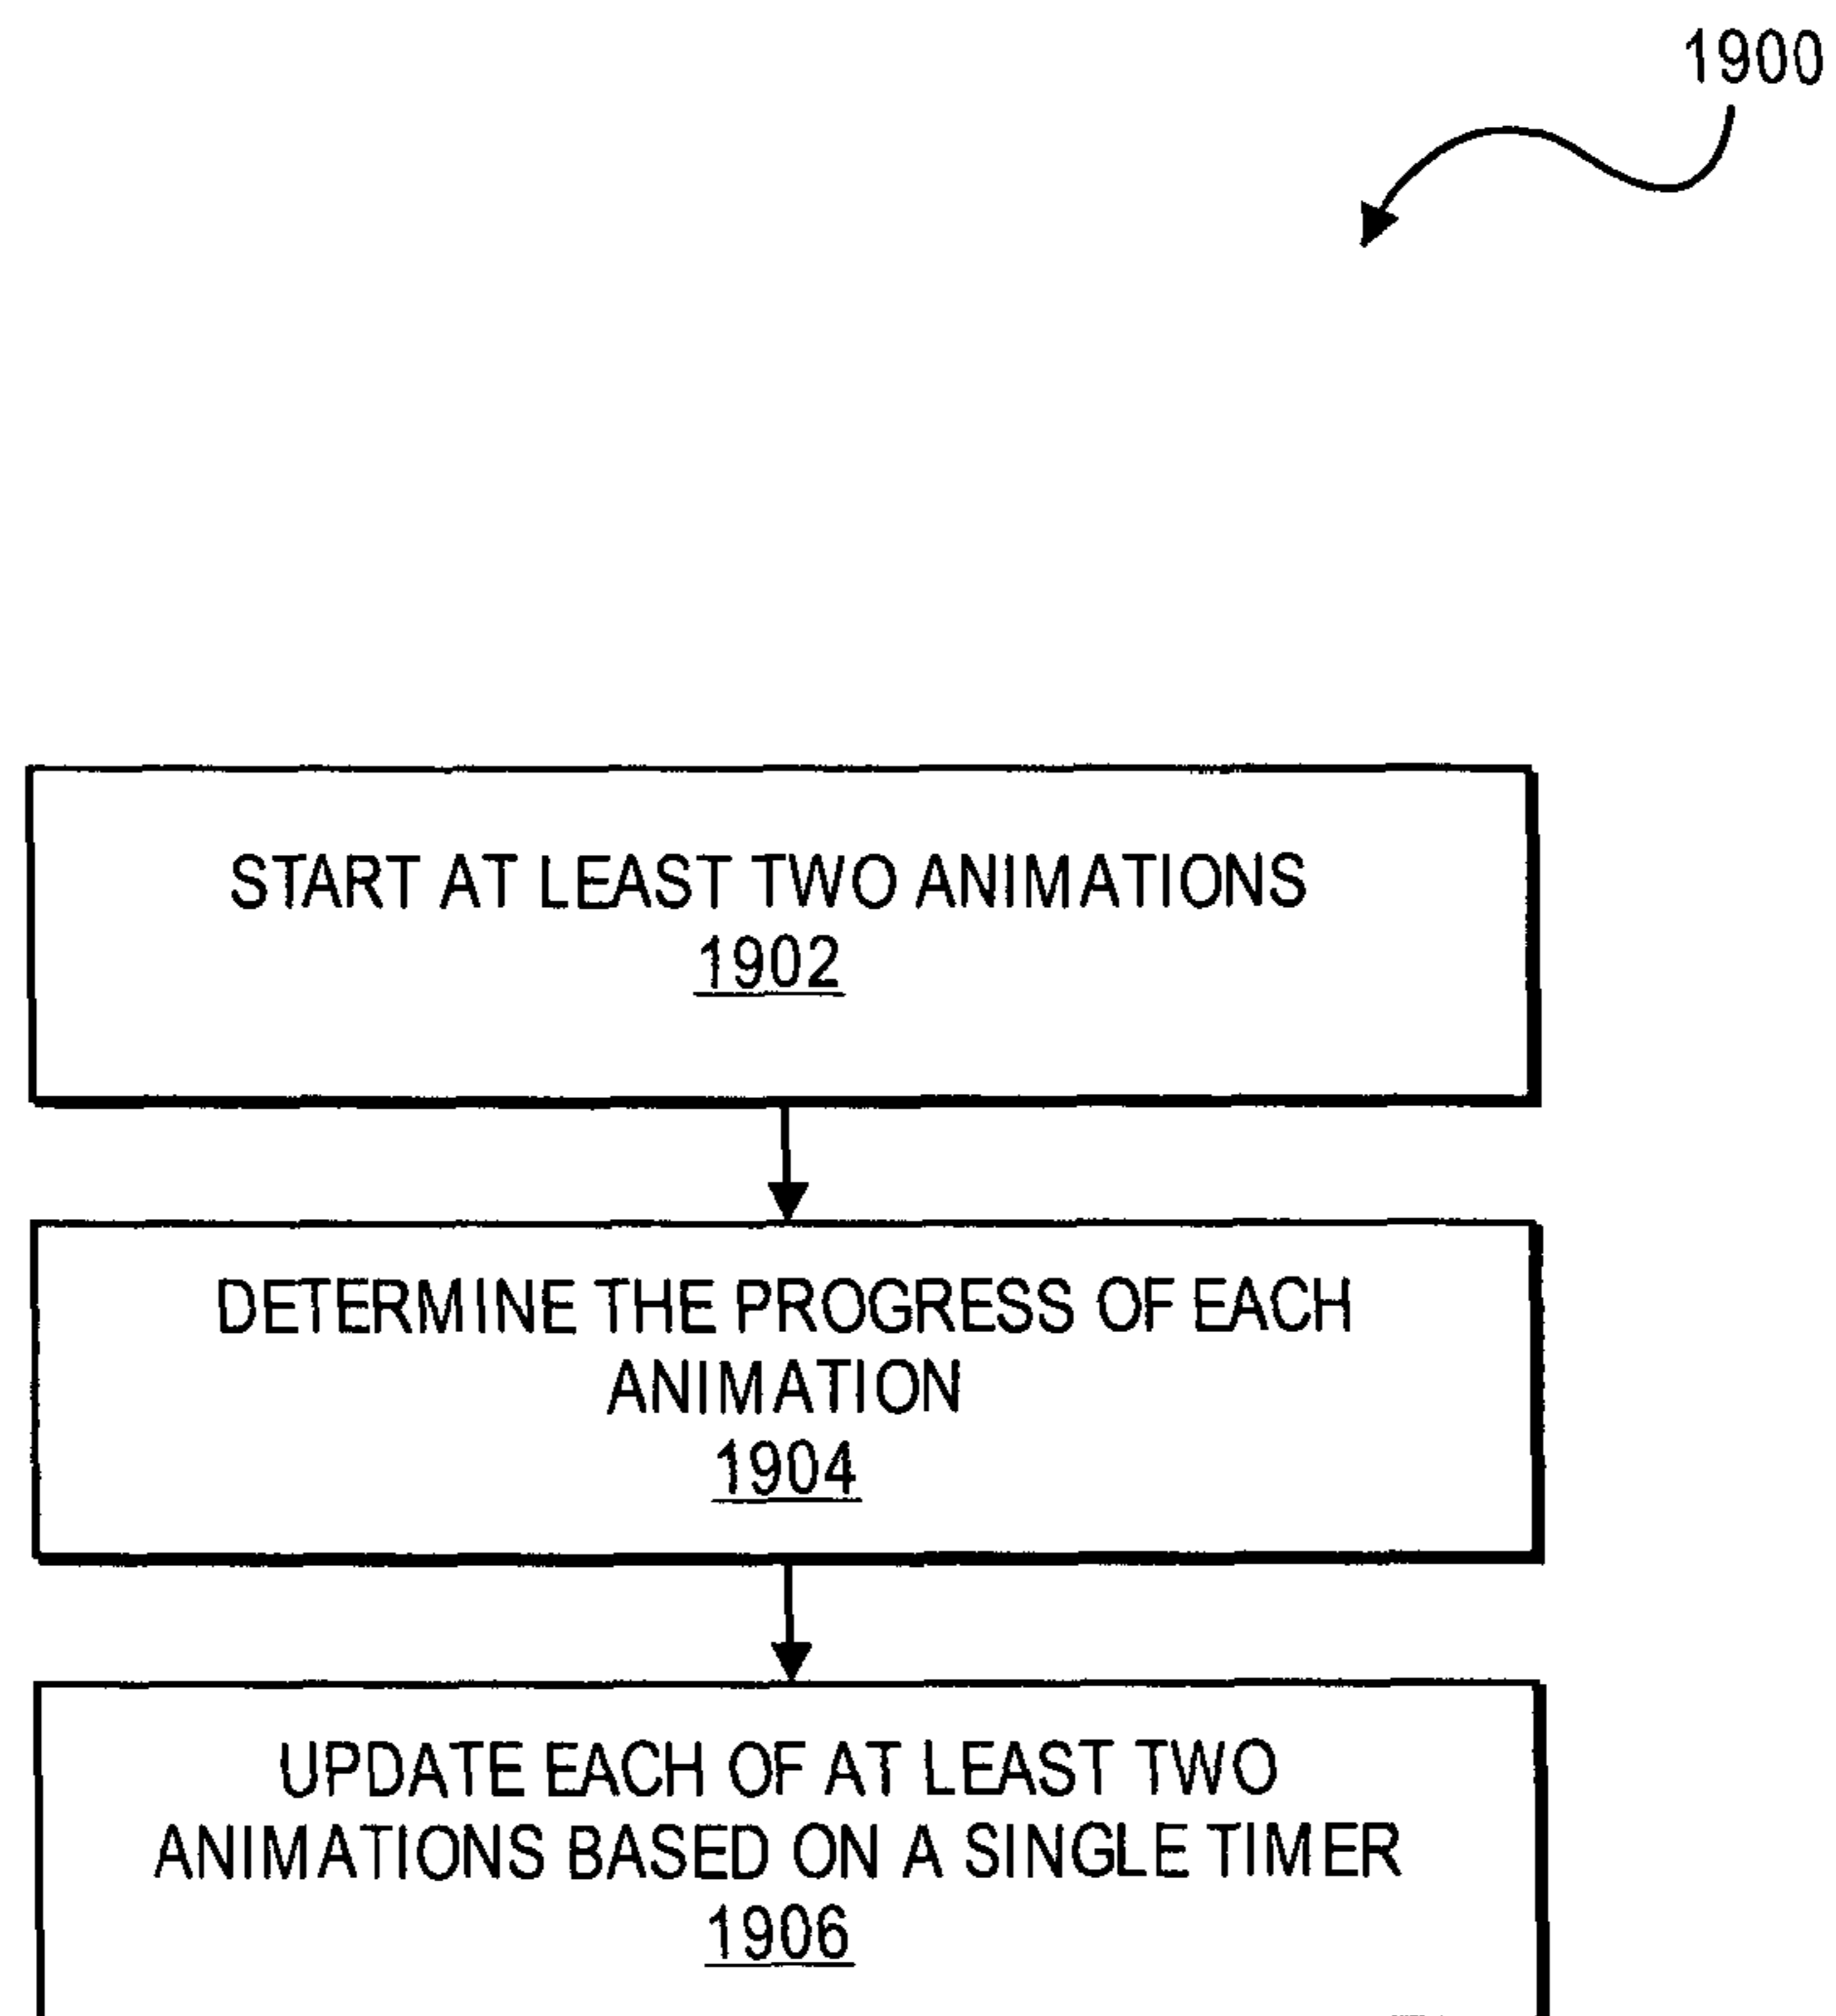 1900
START AT LEAST TWO ANIMATIONS
1902
DETERMINE THE PROGRESS OF EACH
ANIMATION
1904
UPDATE EACH OF AT LEAST TWO
ANIMATIONS BASED ON A SINGLE TIMER
1906